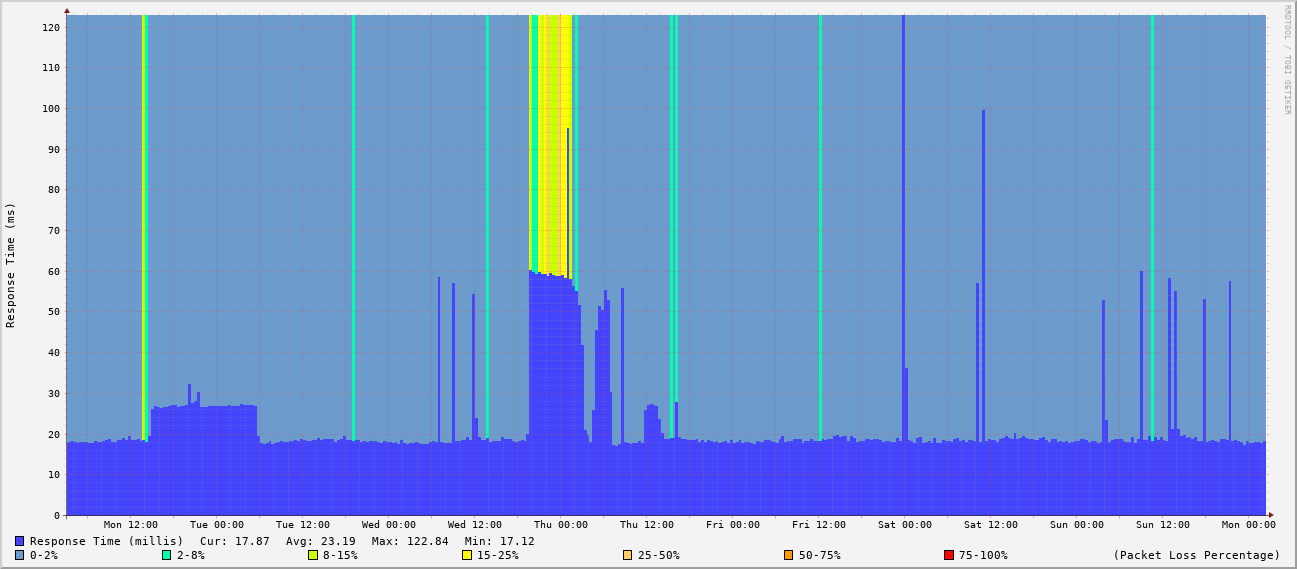 RRDTOOL / TOBI OETIKER
Response Time (ms)
120
110
100
90
80
70
60
50
40
30
20
10
0
Mon 12:00 Tue 00:00 Tue 12:00 Wed 00:00 Wed 12:00 Thu 00:00 Thu 12:00 Fri 00:00 Fri 12:00 Sat 00:00 Sat 12:00 Sun 00:00 Sun 12:00 Mon 00:00
Response Time (millis) Cur: 17.87 Avg: 23.19 Max: 122.84 Min: 17.12
0-2% 2-8% 8-15% 15-25% 25-50% 50-75% 75-100% (Packet Loss Percentage)